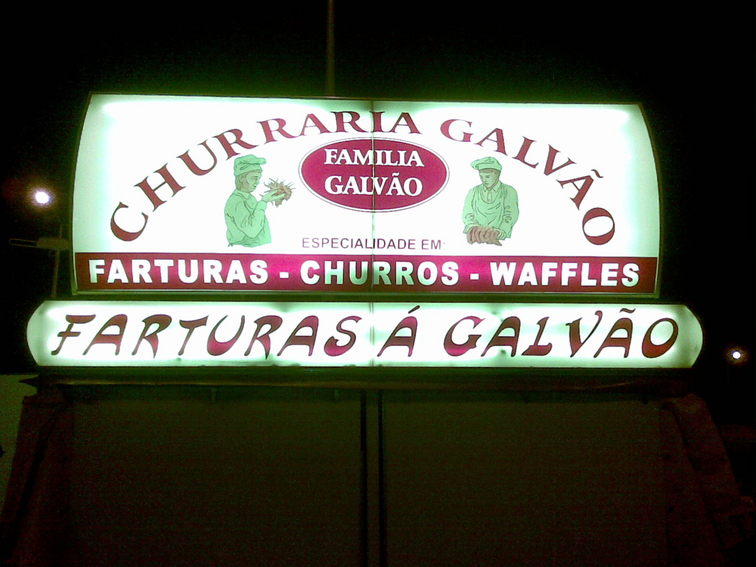 CHURRARIA GALVÃO
FAMILIA
GALVÃO
ESPECIALIDADE EM:
FARTURAS - CHURROS - WAFFLES
FARTURAS Á GALVÃO